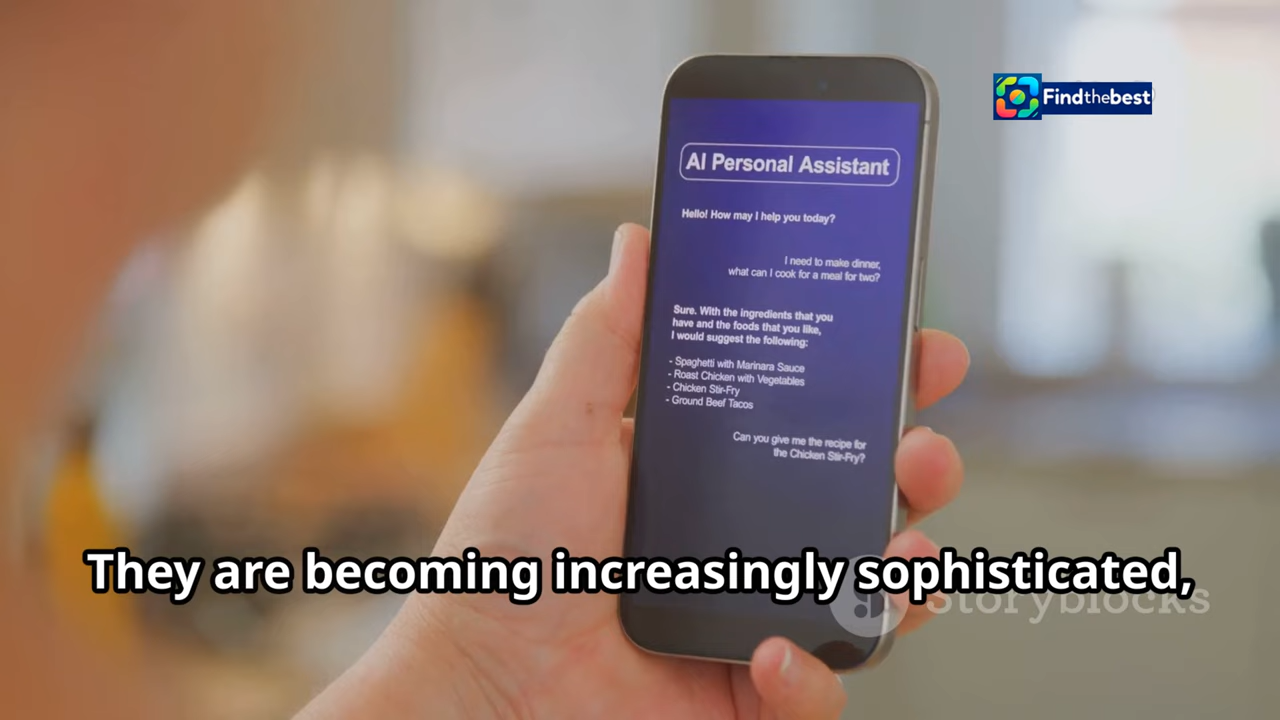 Findthebest
AI Personal Assistant
Hello! How may I help you today?
I need to make dinner,
what can I cook for a meal for two?
Sure. With the ingredients that you
have and the foods that you like,
I would suggest the following:
- Spaghetti with Marinara Sauce
- Roast Chicken with Vegetables
- Chicken Stir-Fry
- Ground Beef Tacos
Can you give me the recipe for
the Chicken Stir-Fry?
They are becoming increasingly sophisticated,
Storyblocks